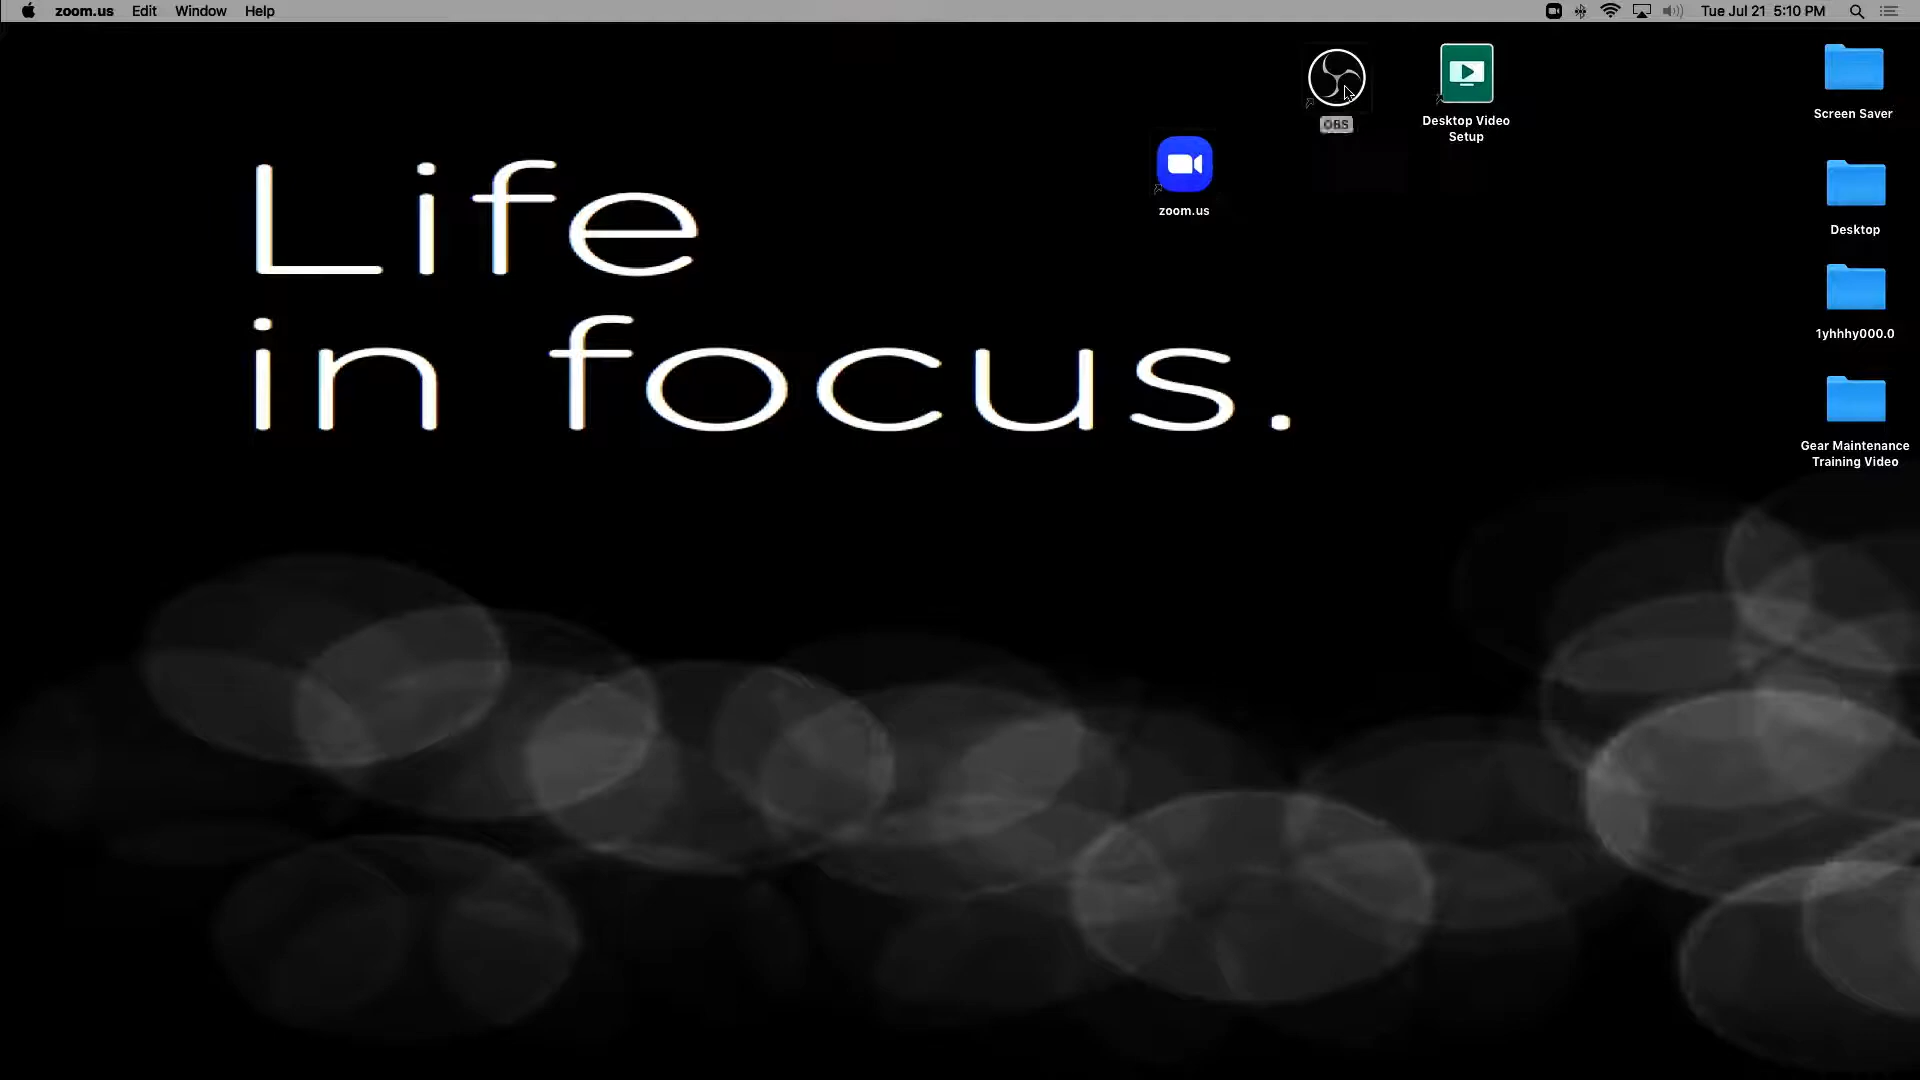 zoom.us Edit Window Help Tue Jul 21 5:10 PM
OBS
Desktop Video
Setup
Screen Saver
zoom.us
Desktop
Life
in focus.
1yhhhy000.0
Gear Maintenance
Training Video